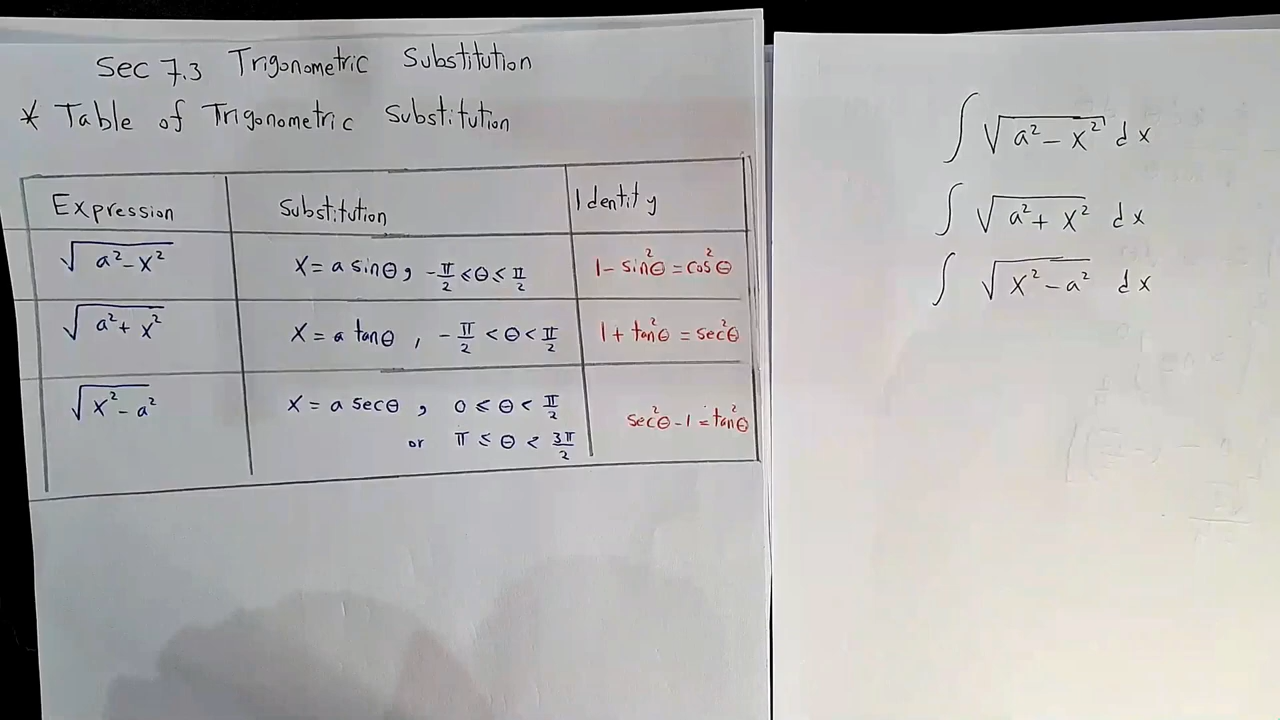 Sec 7.3 Trigonometric Substitution
* Table of Trigonometric Substitution
Expression Substitution Identity
√(a²-x²) x = a sinθ, -π/2 ≤ θ ≤ π/2 1 - sin²θ = cos²θ
√(a²+x²) x = a tanθ, -π/2 < θ < π/2 1 + tan²θ = sec²θ
√(x²-a²) x = a secθ, 0 ≤ θ < π/2 sec²θ - 1 = tan²θ
or π ≤ θ < 3π/2
∫ √(a²-x²) dx
∫ √(a²+x²) dx
∫ √(x²-a²) dx